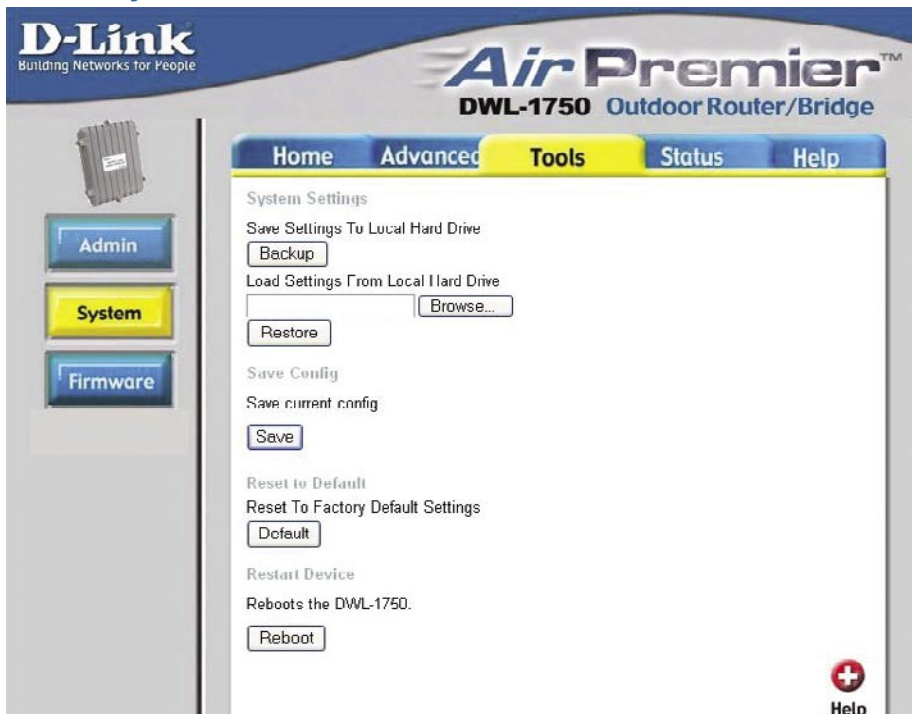 D-Link
Building Networks for People
Air Premier™
DWL-1750 Outdoor Router/Bridge
Home Advanced Tools Status Help
Admin
System
Firmware
System Settings
Save Settings To Local Hard Drive
Backup
Load Settings From Local Hard Drive
Browse...
Restore
Save Config
Save current config
Save
Reset to Default
Reset To Factory Default Settings
Default
Restart Device
Reboots the DWL-1750.
Reboot
Help